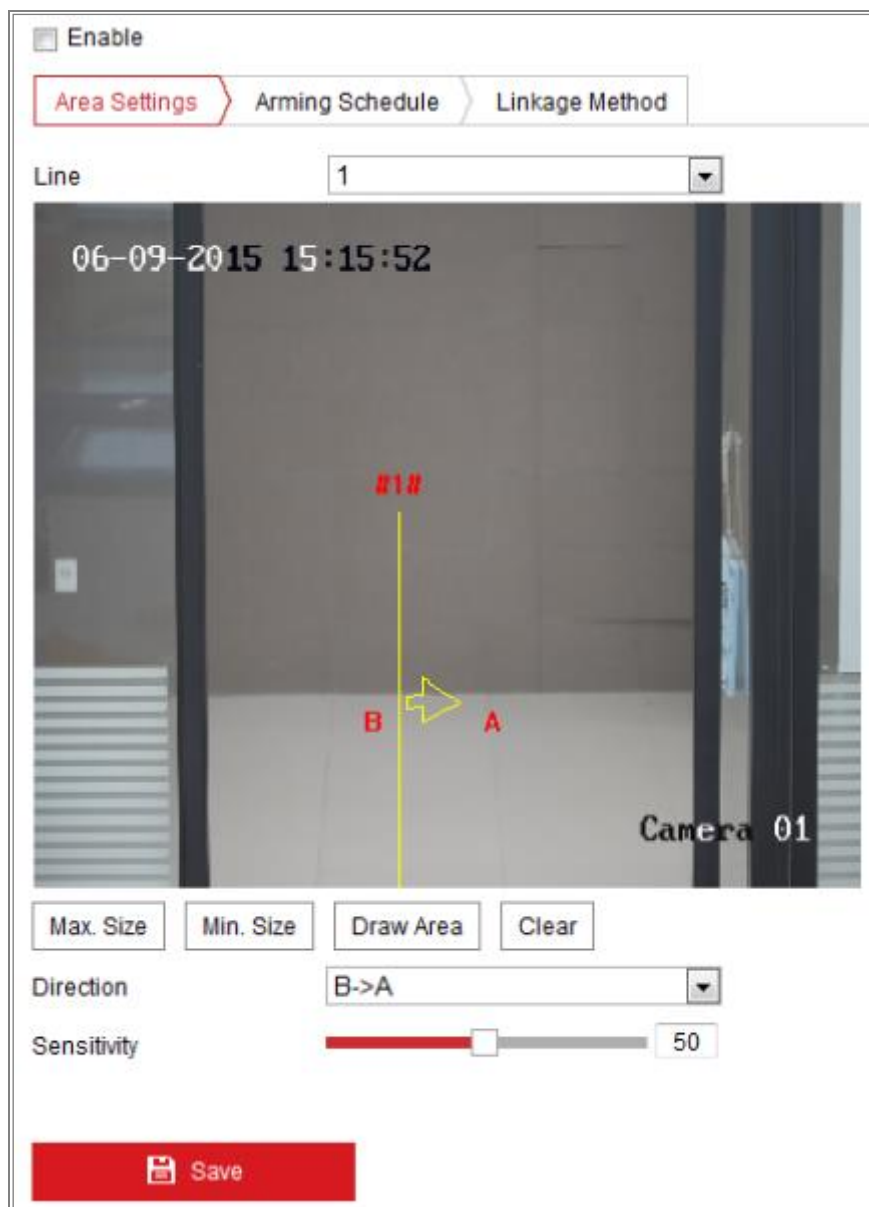 Enable
Area Settings Arming Schedule Linkage Method
Line 1
06-09-2015 15:15:52
#1#
B A
Camera 01
Max. Size Min. Size Draw Area Clear
Direction B->A
Sensitivity 50
Save